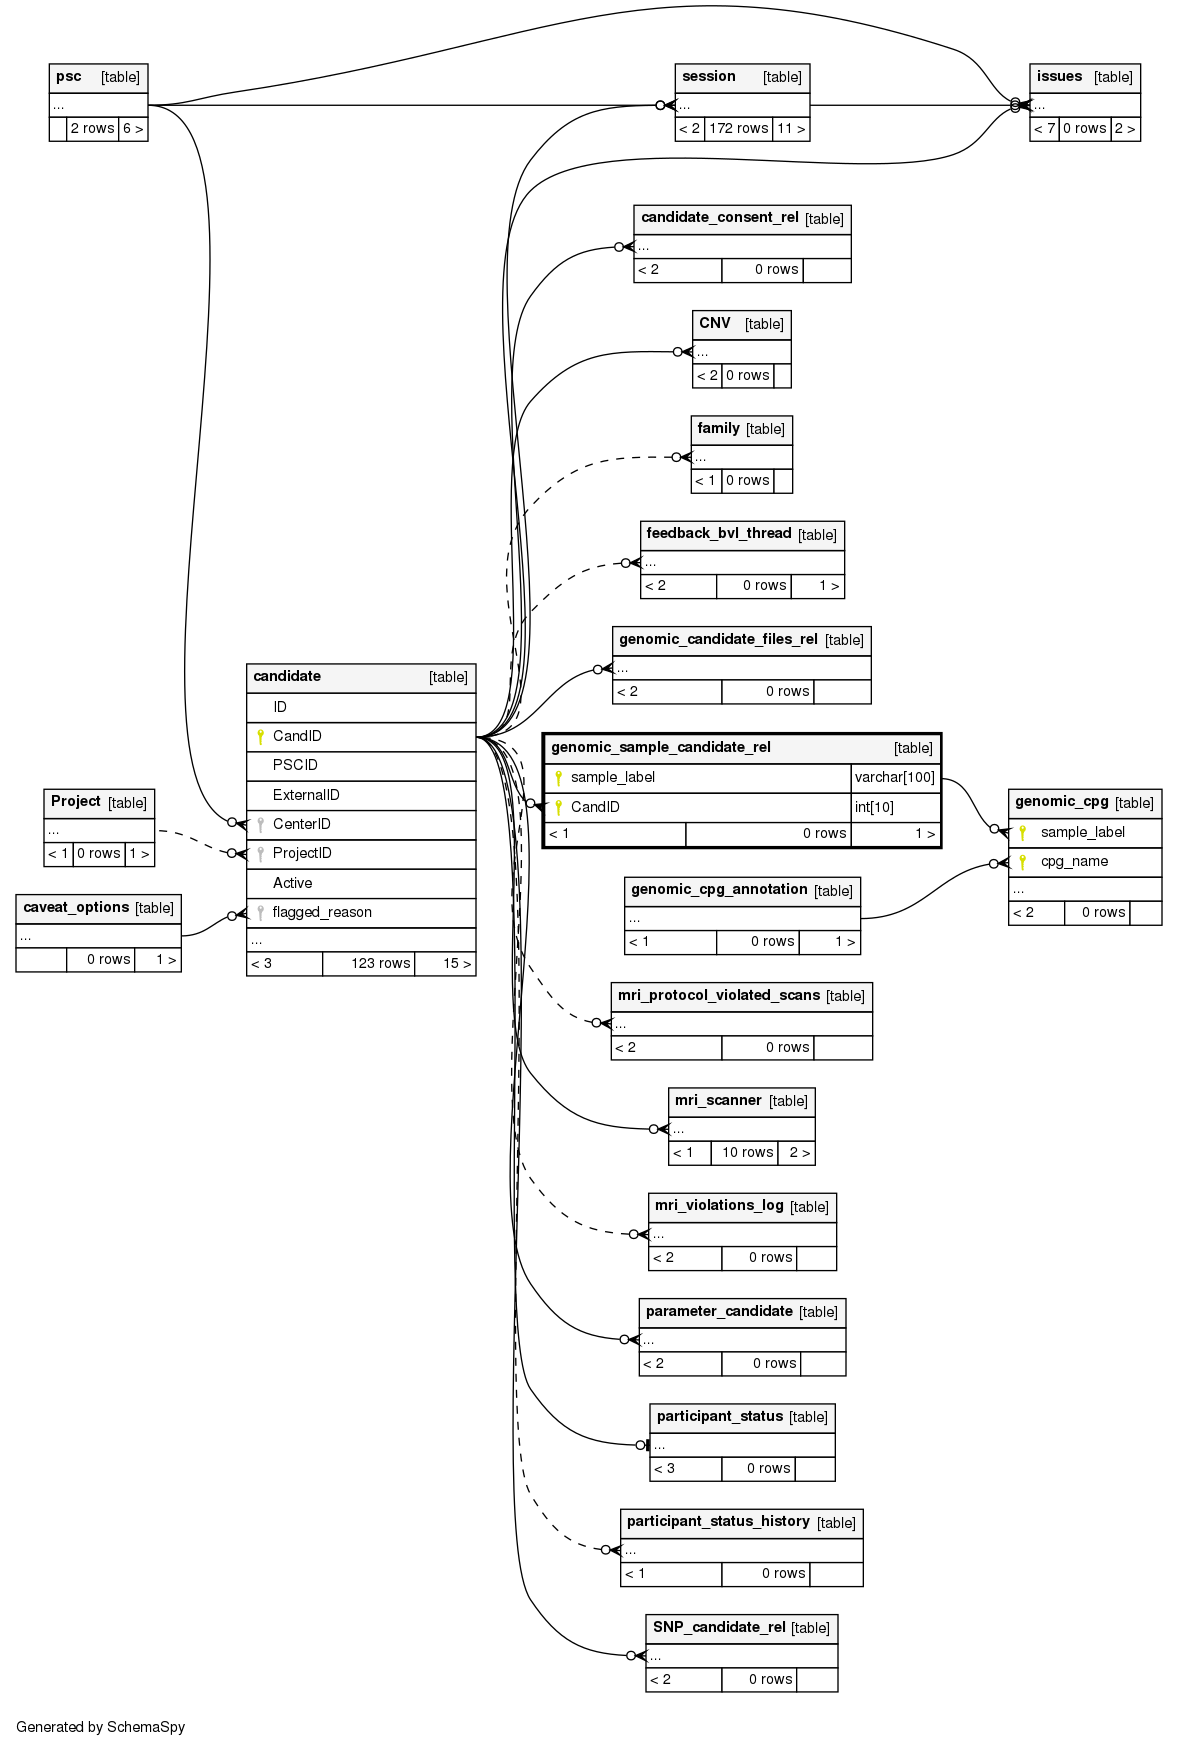 psc [table]
...
2 rows 6 >
session [table]
...
< 2 172 rows 11 >
issues [table]
...
< 7 0 rows 2 >
candidate_consent_rel [table]
...
< 2 0 rows
CNV [table]
...
< 2 0 rows
family [table]
...
< 1 0 rows
feedback_bvl_thread [table]
...
< 2 0 rows 1 >
genomic_candidate_files_rel [table]
...
< 2 0 rows
candidate [table]
ID
CandID
PSCID
ExternalID
CenterID
ProjectID
Active
flagged_reason
...
< 3 123 rows 15 >
Project [table]
...
< 1 0 rows 1 >
caveat_options [table]
...
0 rows 1 >
genomic_sample_candidate_rel [table]
sample_label varchar[100]
CandID int[10]
< 1 0 rows 1 >
genomic_cpg [table]
sample_label
cpg_name
...
< 2 0 rows
genomic_cpg_annotation [table]
...
< 1 0 rows 1 >
mri_protocol_violated_scans [table]
...
< 2 0 rows
mri_scanner [table]
...
< 1 10 rows 2 >
mri_violations_log [table]
...
< 2 0 rows
parameter_candidate [table]
...
< 2 0 rows
participant_status [table]
...
< 3 0 rows
participant_status_history [table]
...
< 1 0 rows
SNP_candidate_rel [table]
...
< 2 0 rows
Generated by SchemaSpy